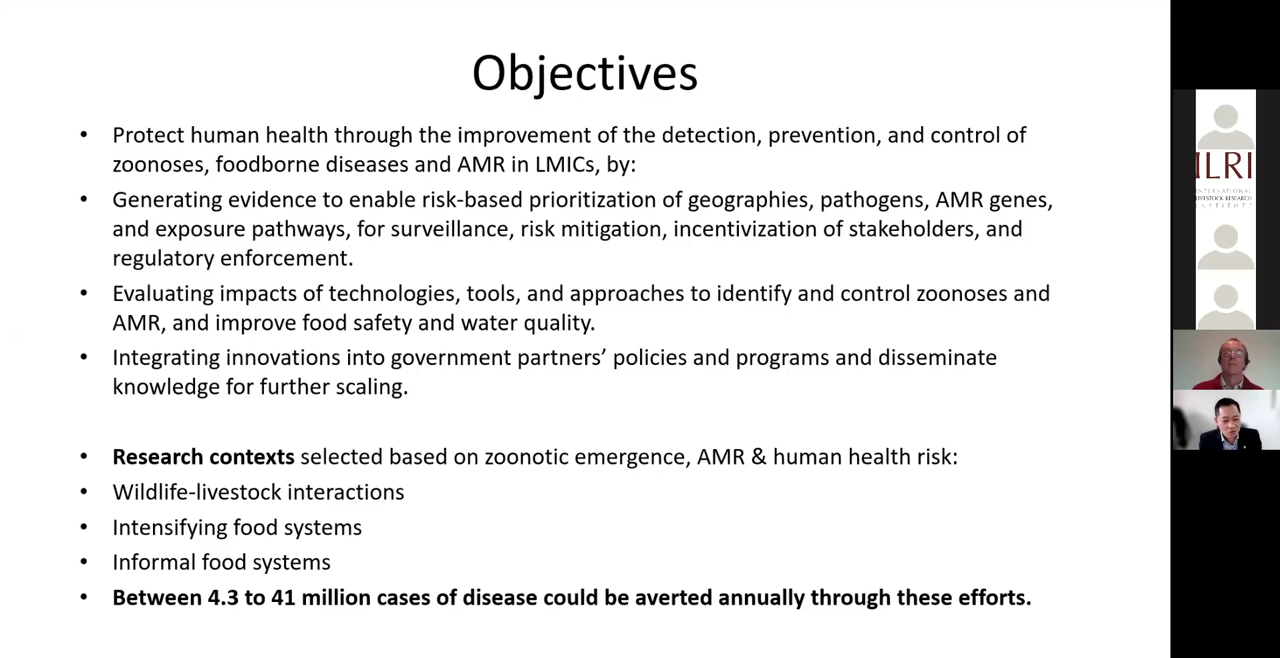 Objectives
• Protect human health through the improvement of the detection, prevention, and control of
zoonoses, foodborne diseases and AMR in LMICs, by:
• Generating evidence to enable risk-based prioritization of geographies, pathogens, AMR genes,
and exposure pathways, for surveillance, risk mitigation, incentivization of stakeholders, and
regulatory enforcement.
• Evaluating impacts of technologies, tools, and approaches to identify and control zoonoses and
AMR, and improve food safety and water quality.
• Integrating innovations into government partners’ policies and programs and disseminate
knowledge for further scaling.
• Research contexts selected based on zoonotic emergence, AMR & human health risk:
• Wildlife-livestock interactions
• Intensifying food systems
• Informal food systems
• Between 4.3 to 41 million cases of disease could be averted annually through these efforts.
ILRI
INTERNATIONAL
LIVESTOCK RESEARCH
INSTITUTE